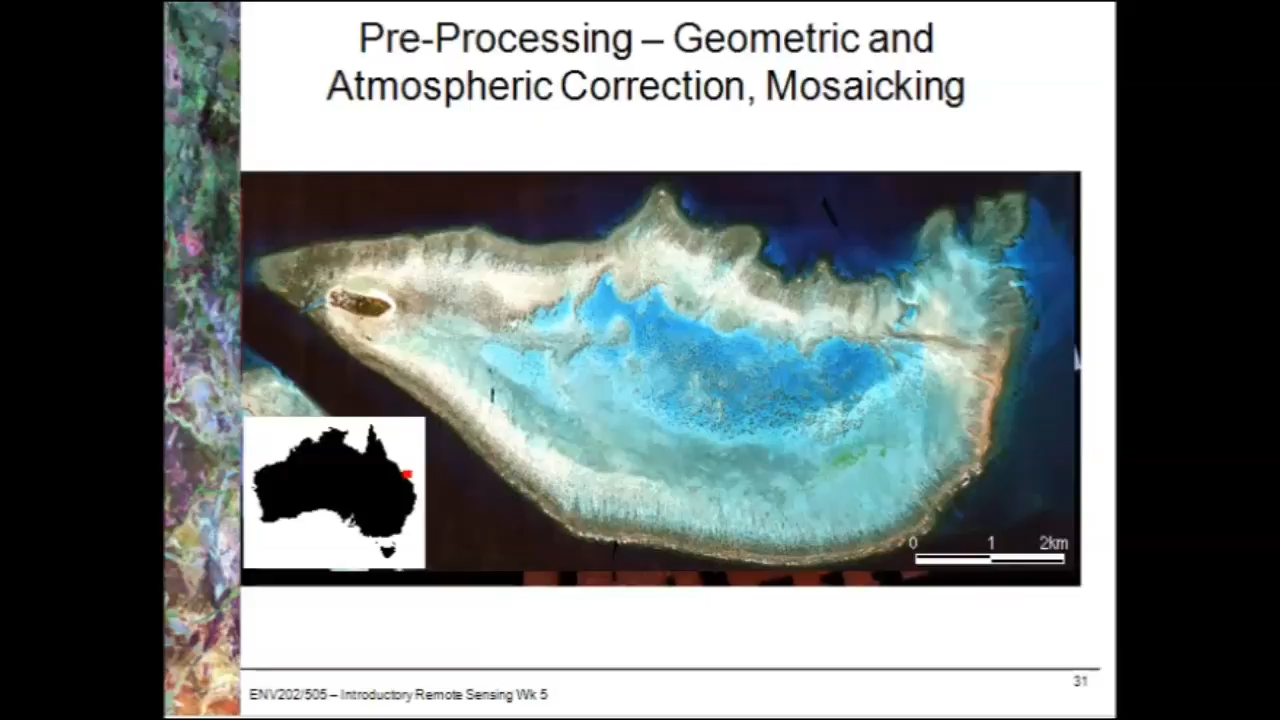 Pre-Processing – Geometric and
Atmospheric Correction, Mosaicking
0 1 2km
ENV202/505 – Introductory Remote Sensing Wk 5
31